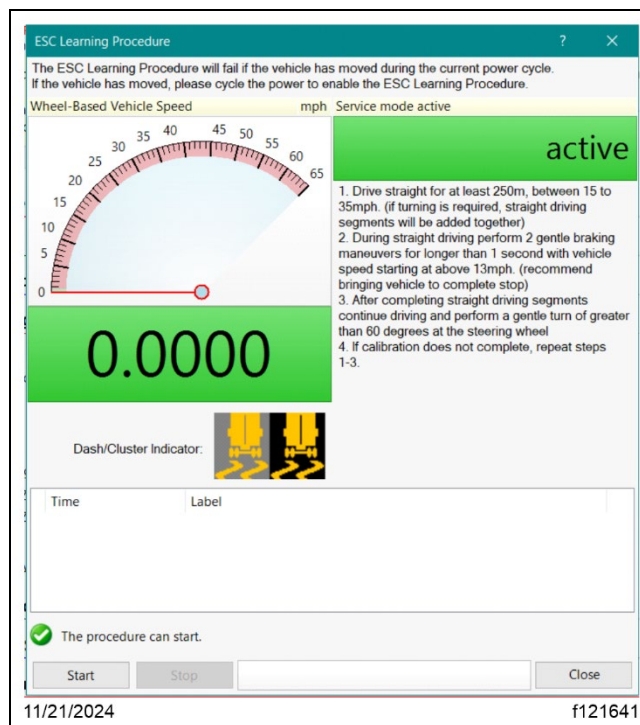 ESC Learning Procedure ? ×
The ESC Learning Procedure will fail if the vehicle has moved during the current power cycle.
If the vehicle has moved, please cycle the power to enable the ESC Learning Procedure.
Wheel-Based Vehicle Speed mph
0 5 10 15 20 25 30 35 40 45 50 55 60 65
0.0000
Dash/Cluster Indicator:
Service mode active
active
1. Drive straight for at least 250m, between 15 to
35mph. (if turning is required, straight driving
segments will be added together)
2. During straight driving perform 2 gentle braking
maneuvers for longer than 1 second with vehicle
speed starting at above 13mph. (recommend
bringing vehicle to complete stop)
3. After completing straight driving segments
continue driving and perform a gentle turn of greater
than 60 degrees at the steering wheel
4. If calibration does not complete, repeat steps
1-3.
Time Label
The procedure can start.
Start Stop Close
11/21/2024 f121641